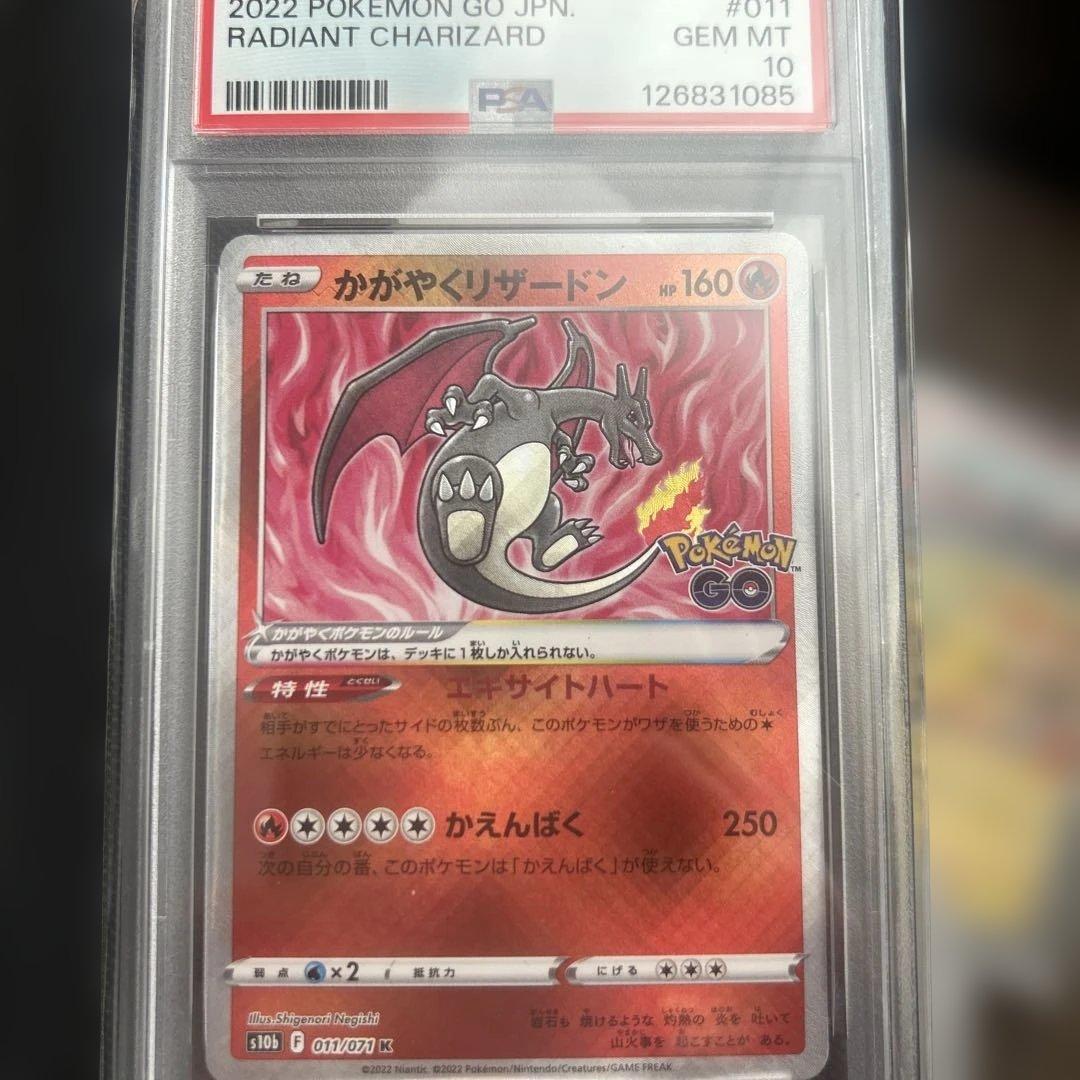 2022 POKEMON GO JPN. #011
RADIANT CHARIZARD GEM MT
10
PSA 126831085
たね かがやくリザードン HP 160
POKéMON™
GO
かがやくポケモンのルール
かがやくポケモンは、デッキに1枚しか入れられない。
特性 とくせい エキサイトハート
相手がすでにとったサイドの枚数ぶん、このポケモンがワザを使うための
エネルギーは少なくなる。
かえんばく 250
次の自分の番、このポケモンは「かえんばく」が使えない。
弱点 ×2 抵抗力 にげる
Illus. Shigenori Negishi
岩石も 焼けるような 灼熱の 炎を 吐いて
s10b F 011/071 K
山火事を 起こすことが ある。
©2022 Niantic. ©2022 Pokémon/Nintendo/Creatures/GAME FREAK